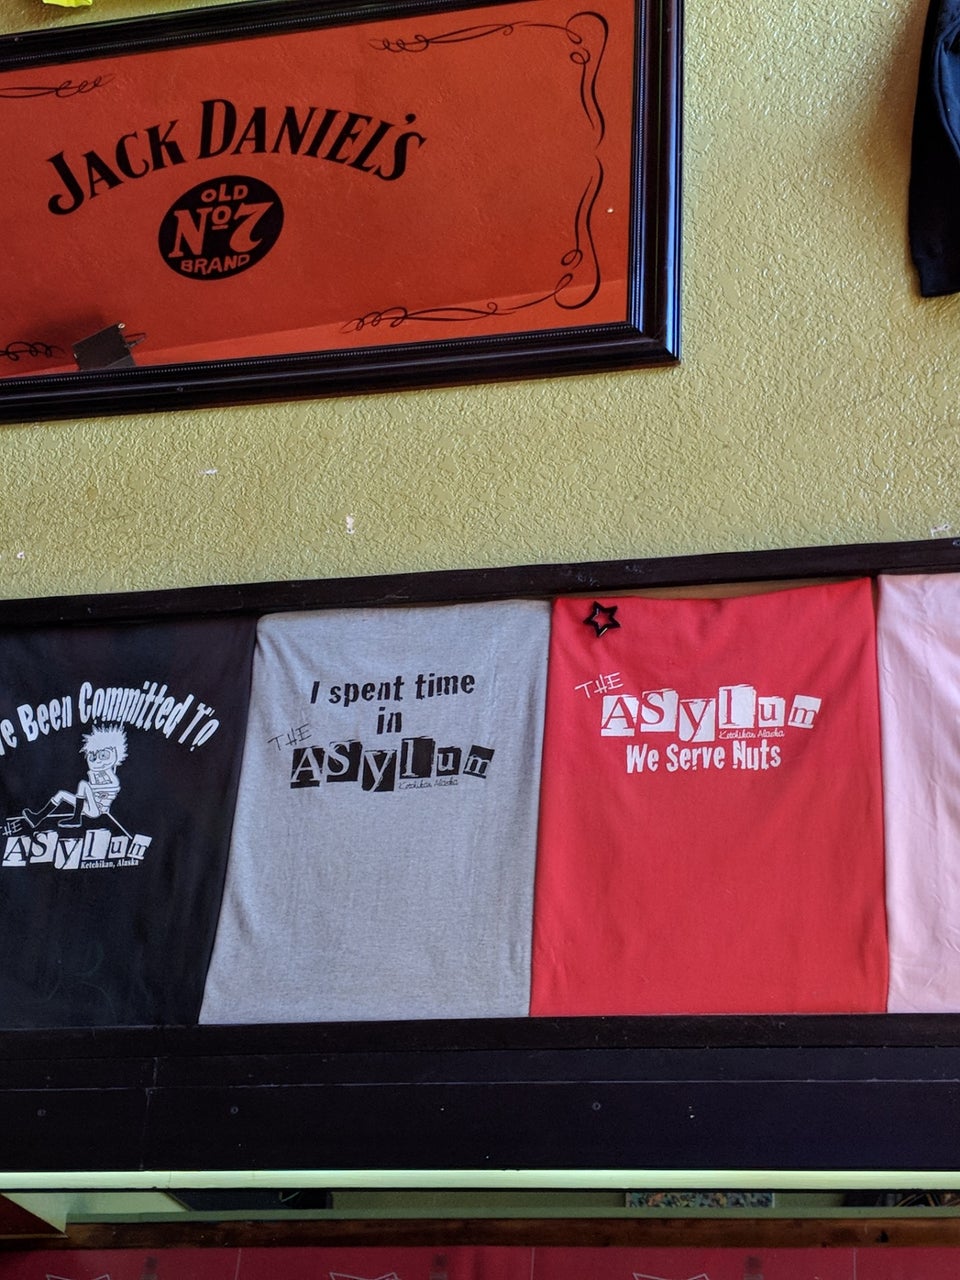 JACK DANIEL'S
OLD
Nº7
BRAND
ve Been Committed To
THE
Asylum
Ketchikan, Alaska
I spent time
in
THE
Asylum
Ketchikan Alaska
THE
Asylum
Ketchikan Alaska
We Serve Nuts